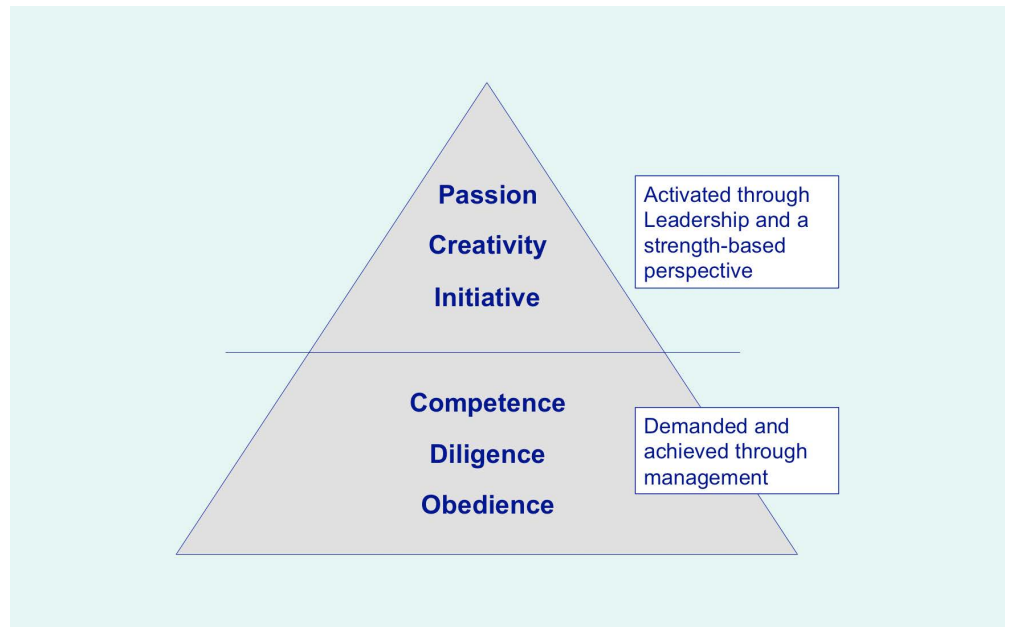 Passion
Creativity
Initiative
Activated through
Leadership and a
strength-based
perspective
Competence
Diligence
Obedience
Demanded and
achieved through
management